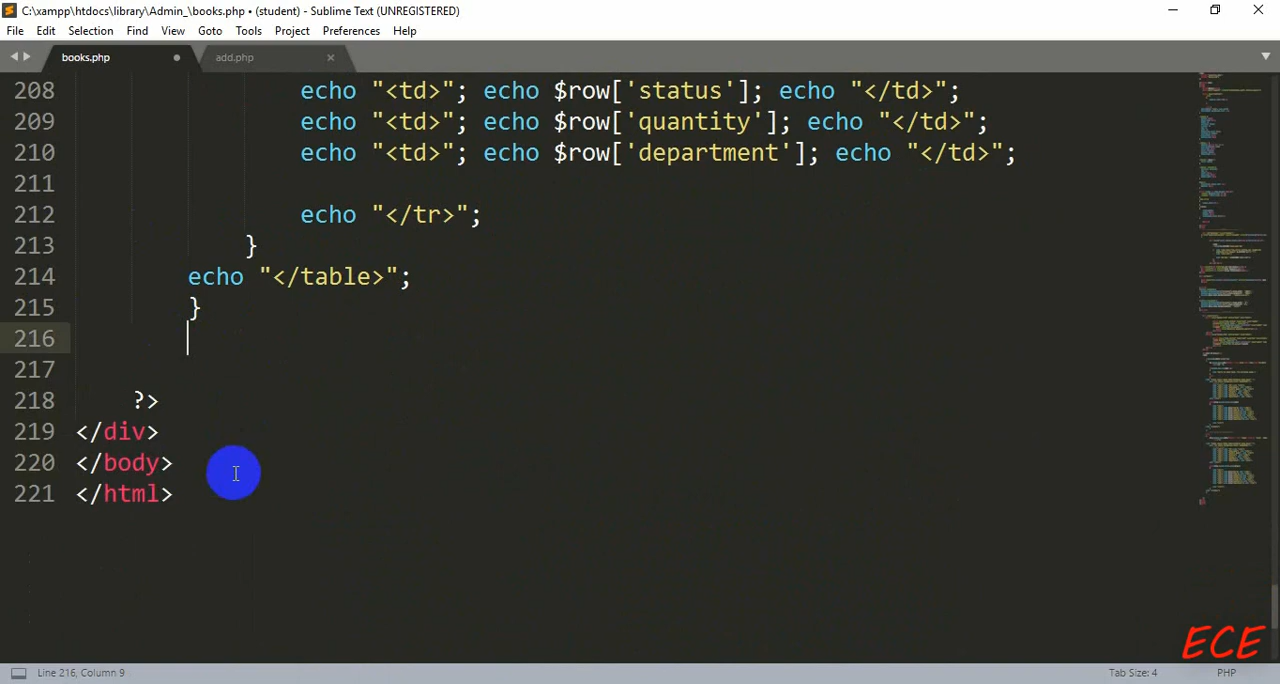 C:\xampp\htdocs\library\Admin_\books.php • (student) - Sublime Text (UNREGISTERED)
File Edit Selection Find View Goto Tools Project Preferences Help
books.php add.php
208 echo "<td>"; echo $row['status']; echo "</td>";
209 echo "<td>"; echo $row['quantity']; echo "</td>";
210 echo "<td>"; echo $row['department']; echo "</td>";
211
212 echo "</tr>";
213 }
214 echo "</table>";
215 }
216
217
218 ?>
219 </div>
220 </body>
221 </html>
ECE
Line 216, Column 9 Tab Size: 4 PHP